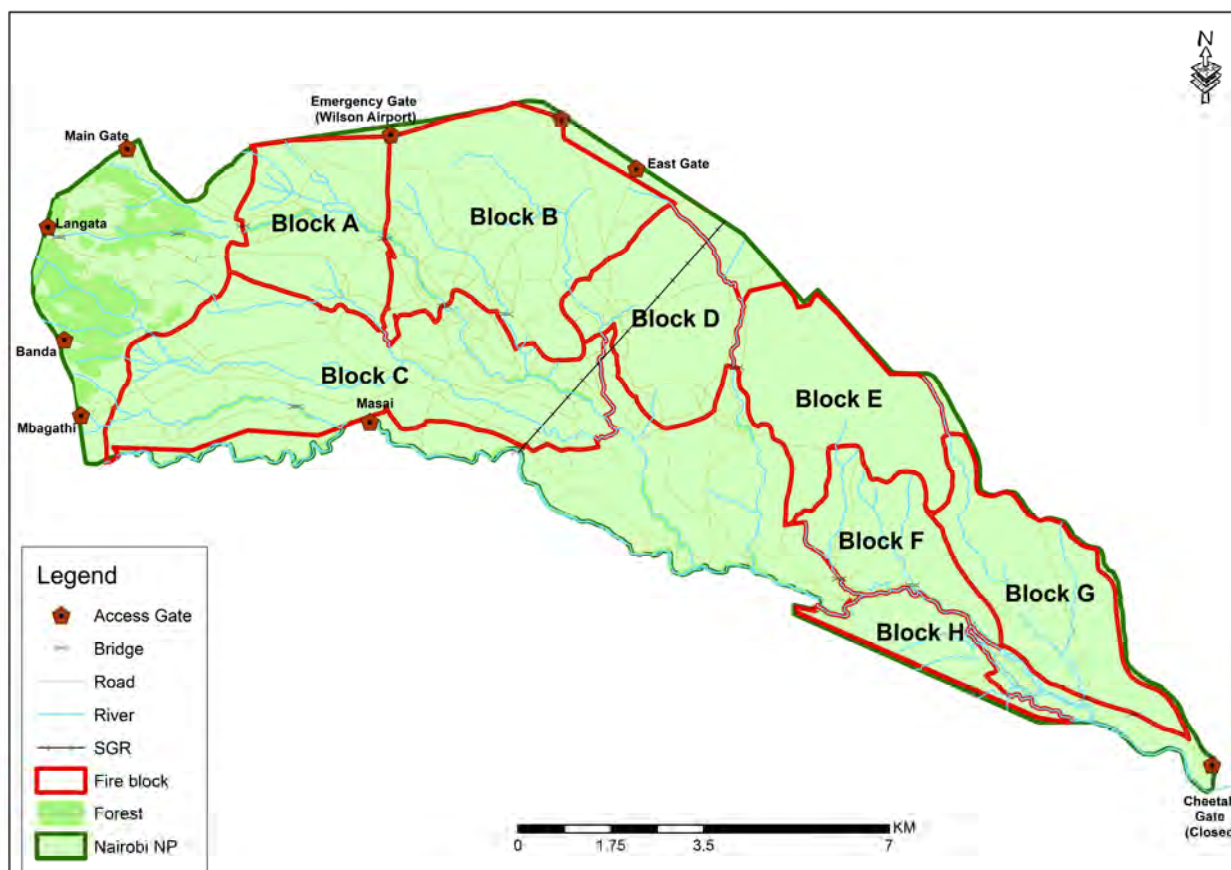 N
Emergency Gate
(Wilson Airport)
Main Gate
East Gate
Langata
Block A
Block B
Block D
Banda
Block C
Masai
Mbagathi
Block E
Block F
Block G
Block H
Legend
Access Gate
Bridge
Road
River
SGR
Fire block
Forest
Nairobi NP
KM
0
1.75
3.5
7
Cheetah
Gate
(Closed